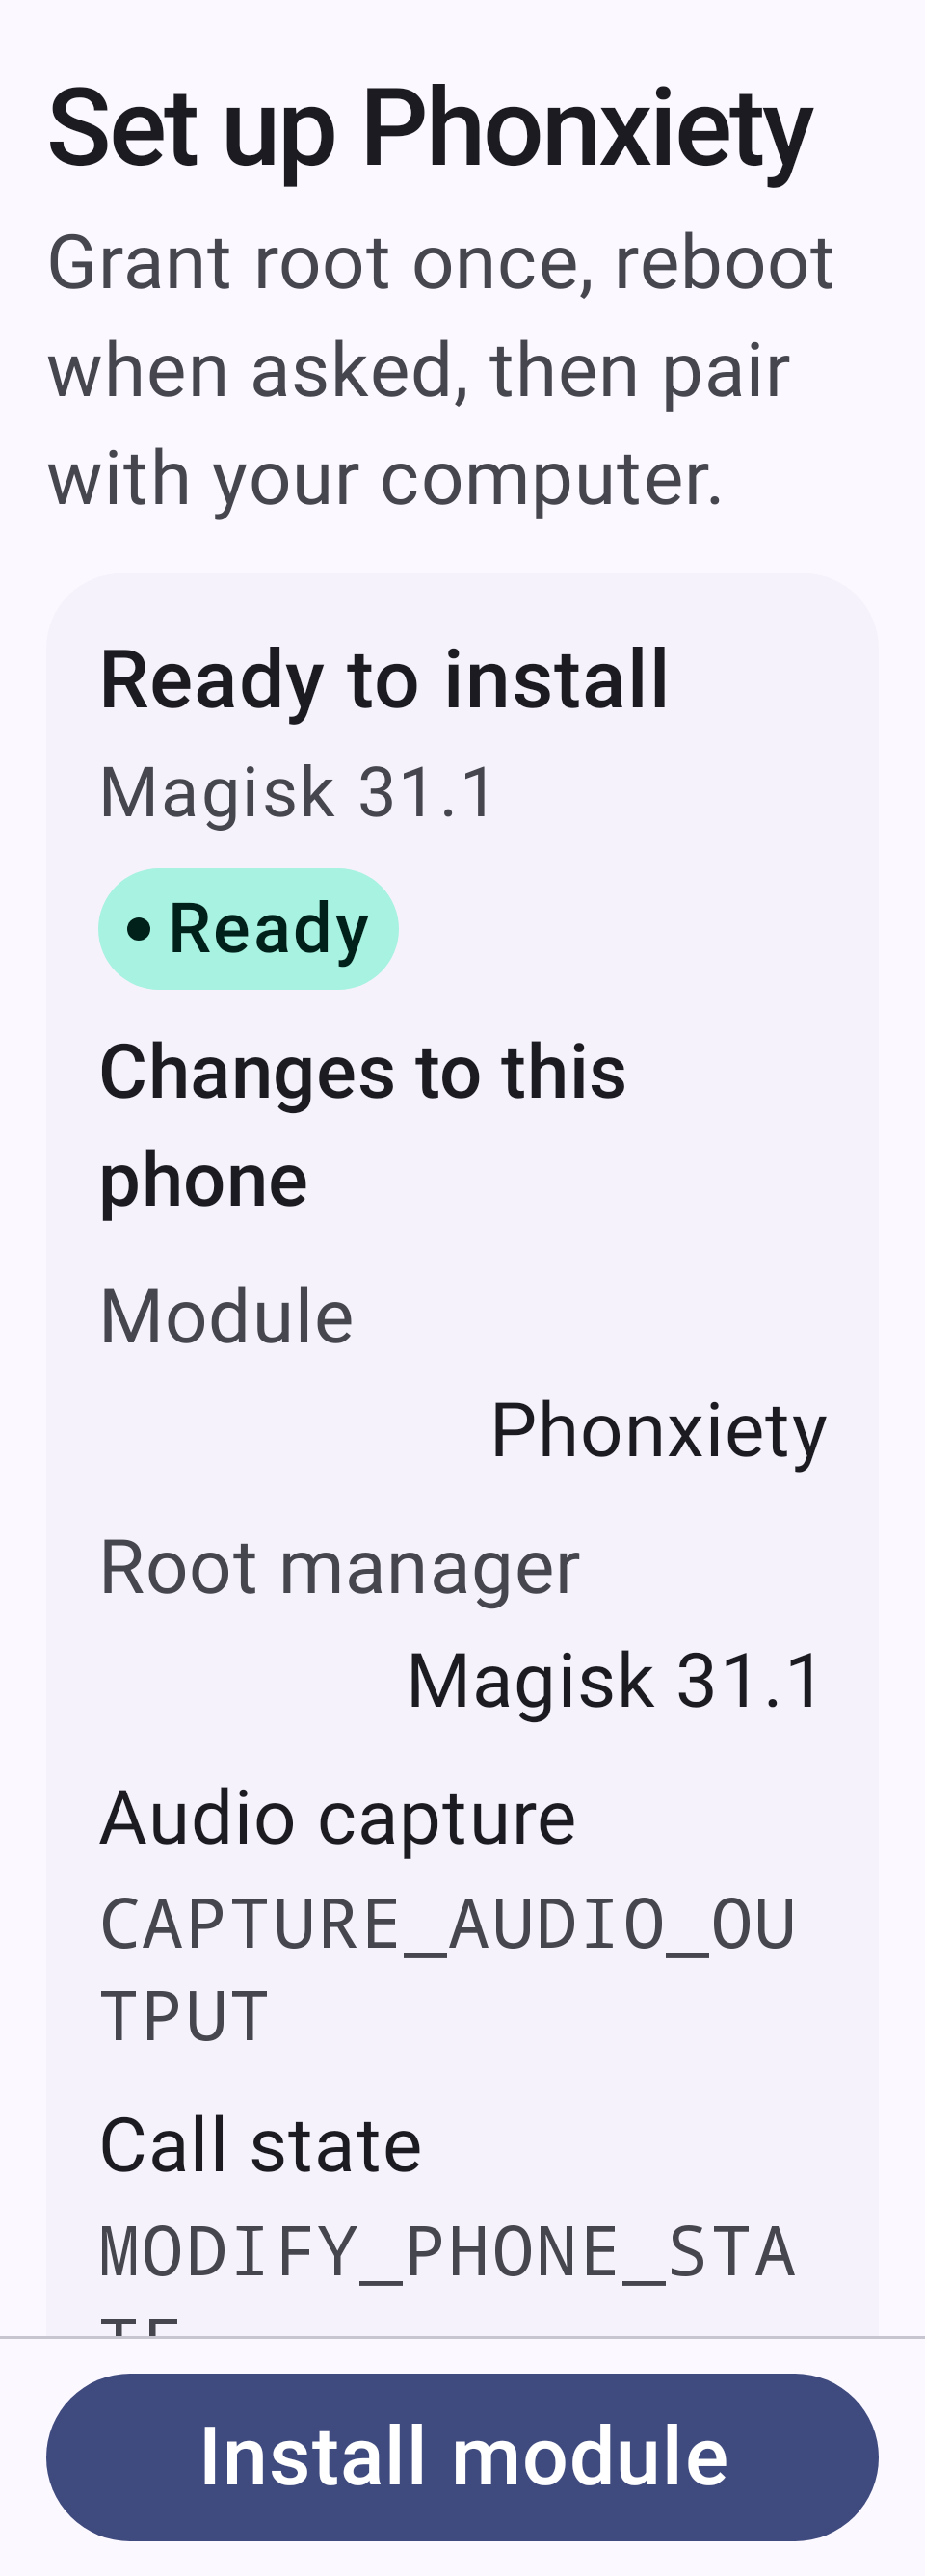 Set up Phonxiety
Grant root once, reboot
when asked, then pair
with your computer.
Ready to install
Magisk 31.1
Ready
Changes to this
phone
Module
Phonxiety
Root manager
Magisk 31.1
Audio capture
CAPTURE_AUDIO_OU
TPUT
Call state
MODIFY_PHONE_STA
Install module